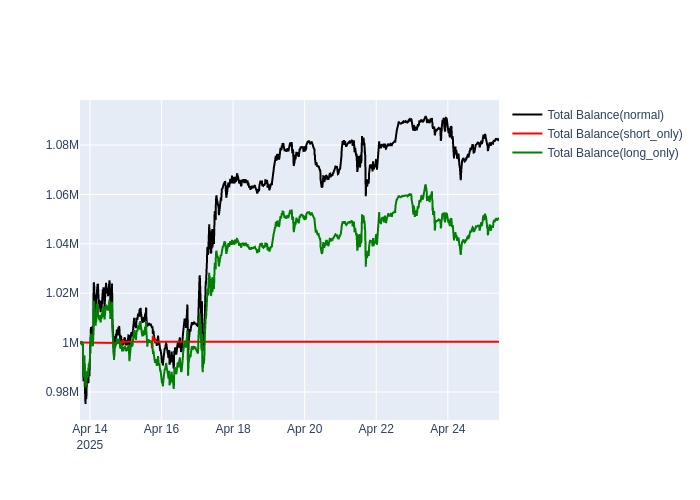 Total Balance(normal)
Total Balance(short_only)
Total Balance(long_only)
1.08M
1.06M
1.04M
1.02M
1M
0.98M
Apr 14 Apr 16 Apr 18 Apr 20 Apr 22 Apr 24
2025